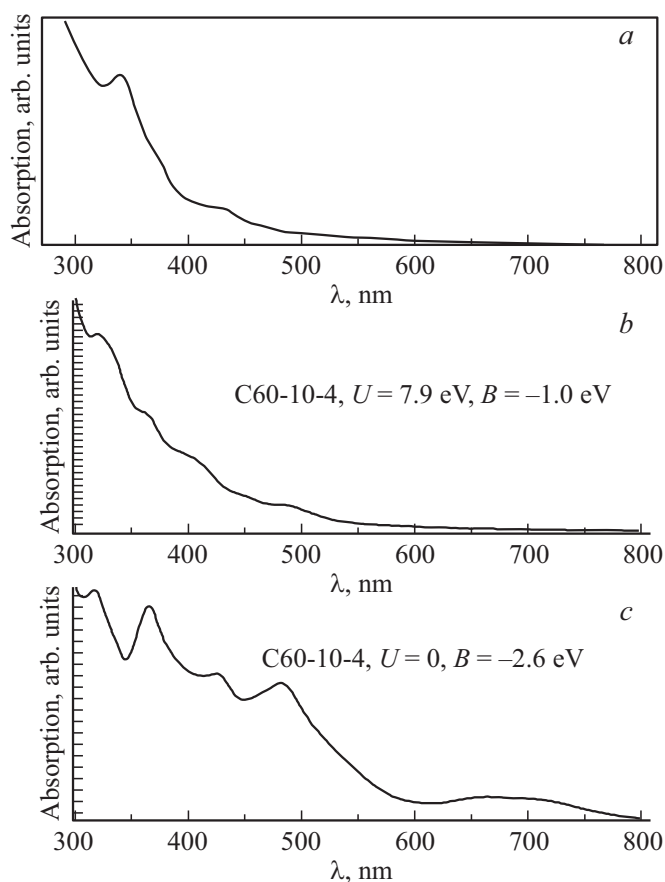 Absorption, arb. units
a
300 400 500 600 700 800
λ, nm
Absorption, arb. units
b
C60-10-4, U = 7.9 eV, B = –1.0 eV
300 400 500 600 700 800
λ, nm
Absorption, arb. units
c
C60-10-4, U = 0, B = –2.6 eV
300 400 500 600 700 800
λ, nm